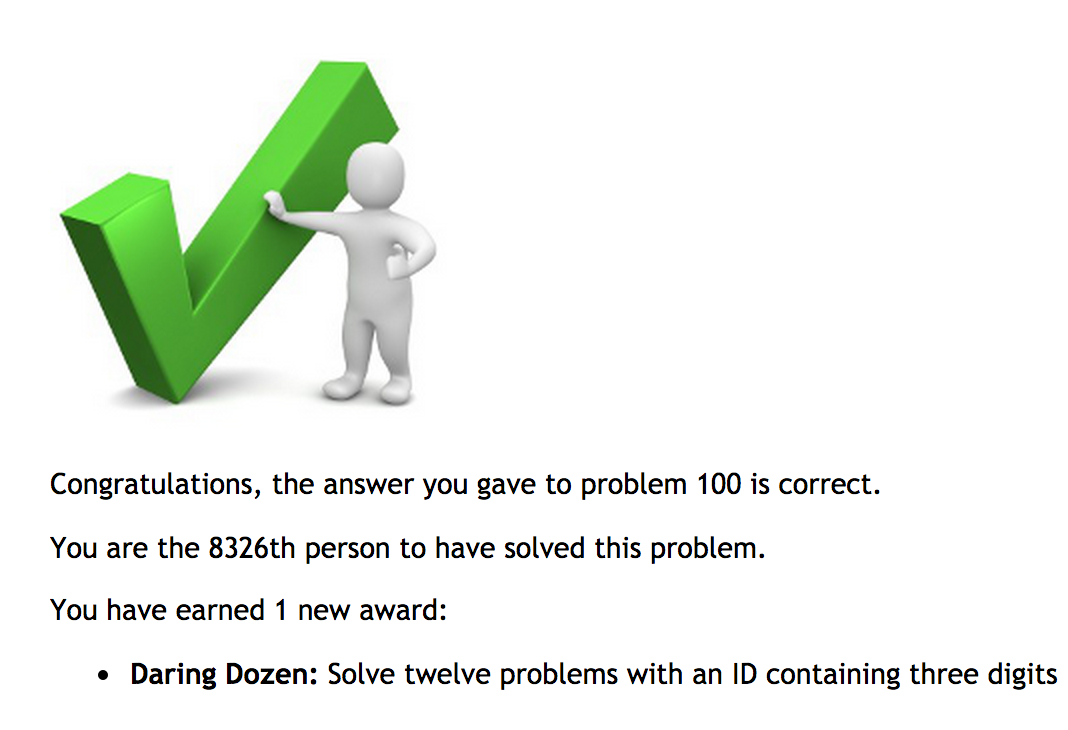 Congratulations, the answer you gave to problem 100 is correct.
You are the 8326th person to have solved this problem.
You have earned 1 new award:
• Daring Dozen: Solve twelve problems with an ID containing three digits